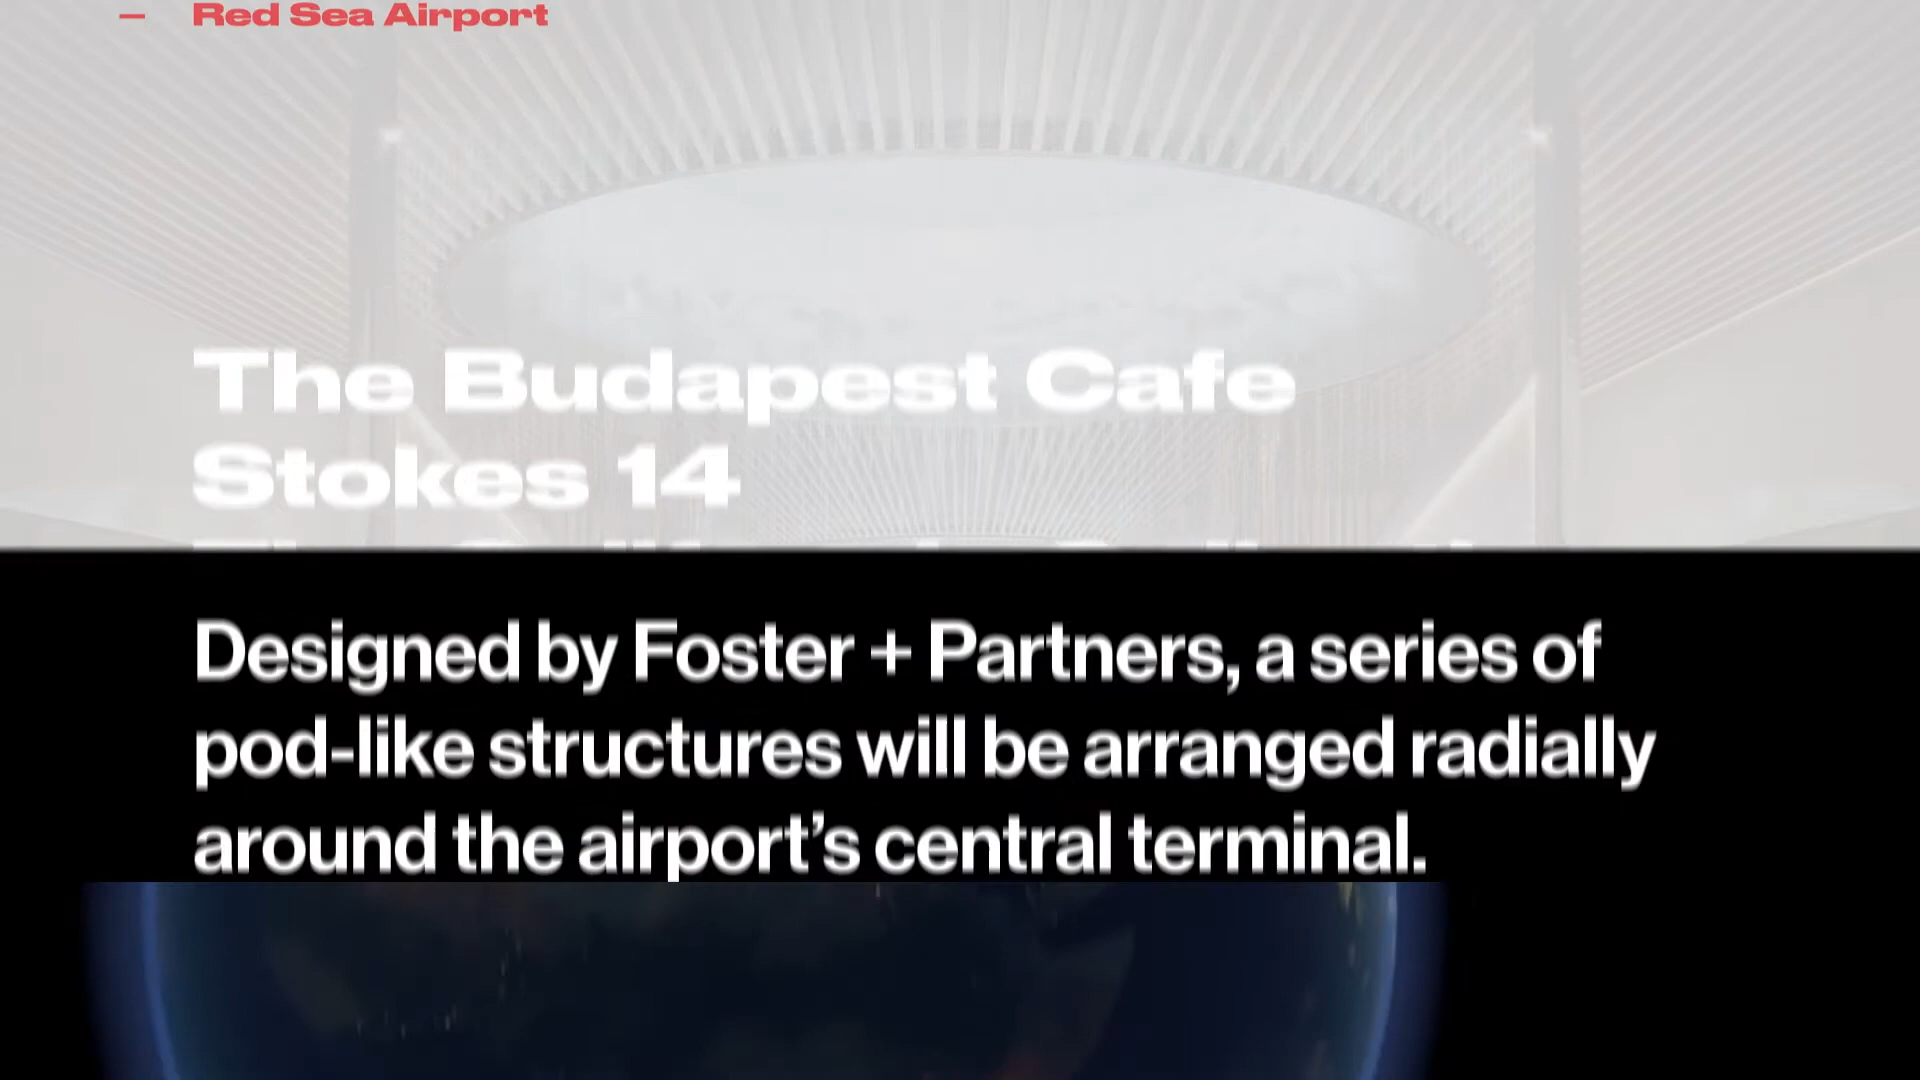 — Red Sea Airport
The Budapest Cafe
Stokes 14
Designed by Foster + Partners, a series of
pod-like structures will be arranged radially
around the airport’s central terminal.